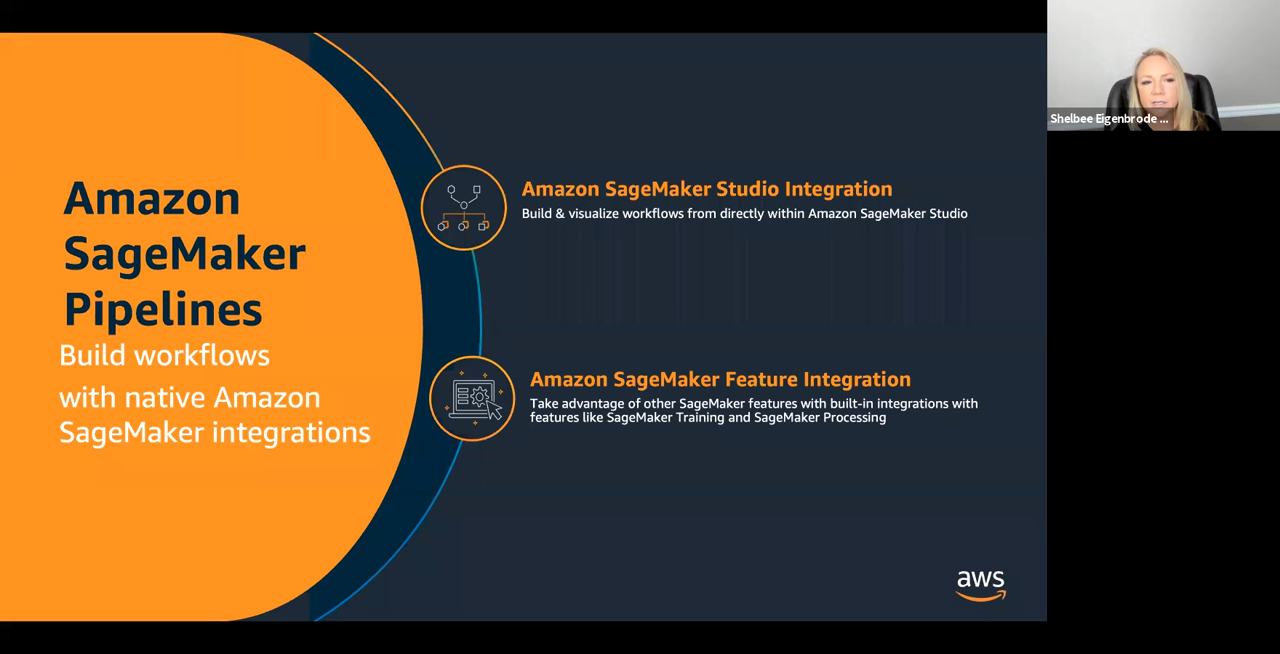 Amazon
SageMaker
Pipelines
Build workflows
with native Amazon
SageMaker integrations
Amazon SageMaker Studio Integration
Build & visualize workflows from directly within Amazon SageMaker Studio
Amazon SageMaker Feature Integration
Take advantage of other SageMaker features with built-in integrations with
features like SageMaker Training and SageMaker Processing
aws
Shelbee Eigenbrode ...